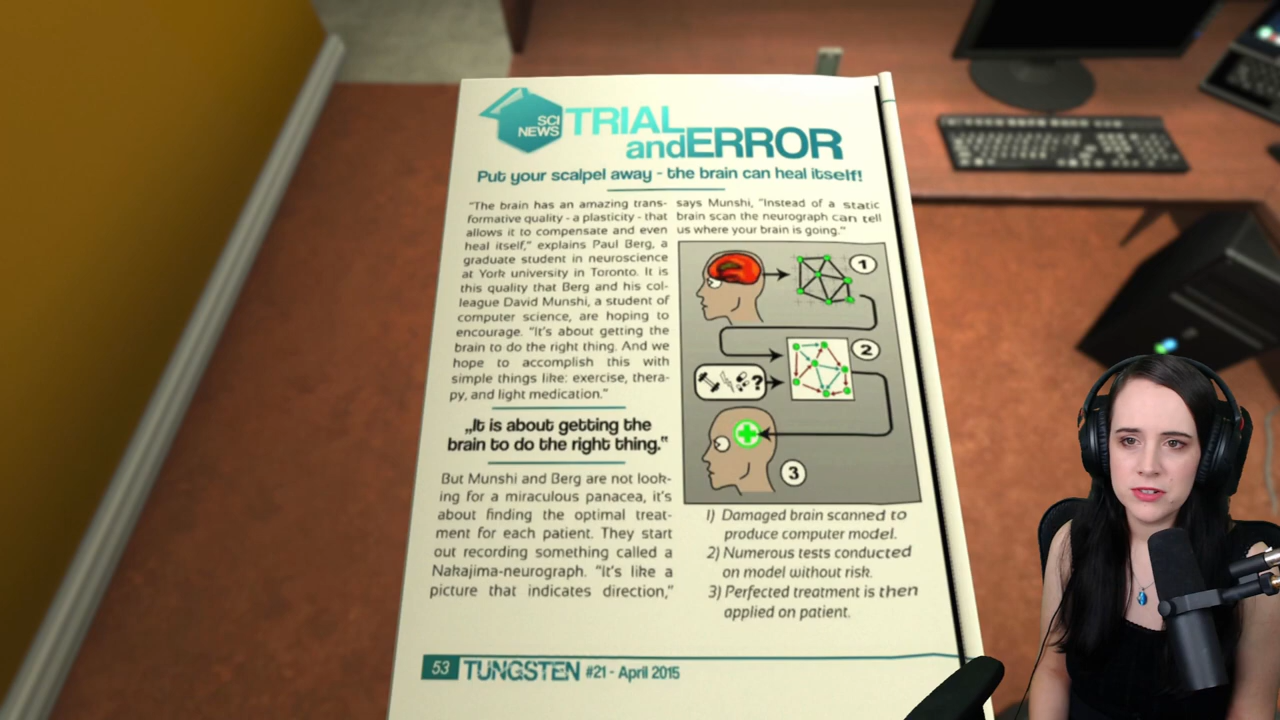 SCI
NEWS
TRIAL
andERROR
Put your scalpel away - the brain can heal itself!
"The brain has an amazing trans-
formative quality - a plasticity - that
allows it to compensate and even
heal itself," explains Paul Berg, a
graduate student in neuroscience
at York university in Toronto. It is
this quality that Berg and his col-
league David Munshi, a student of
computer science, are hoping to
encourage. "It's about getting the
brain to do the right thing. And we
hope to accomplish this with
simple things like: exercise, thera-
py, and light medication."
„It is about getting the
brain to do the right thing."
But Munshi and Berg are not look-
ing for a miraculous panacea, it's
about finding the optimal treat-
ment for each patient. They start
out recording something called a
Nakajima-neurograph. "It's like a
picture that indicates direction,"
says Munshi, "Instead of a static
brain scan the neurograph can tell
us where your brain is going."
1
2
?
3
1) Damaged brain scanned to
produce computer model.
2) Numerous tests conducted
on model without risk.
3) Perfected treatment is then
applied on patient.
53 TUNGSTEN #21 - April 2015